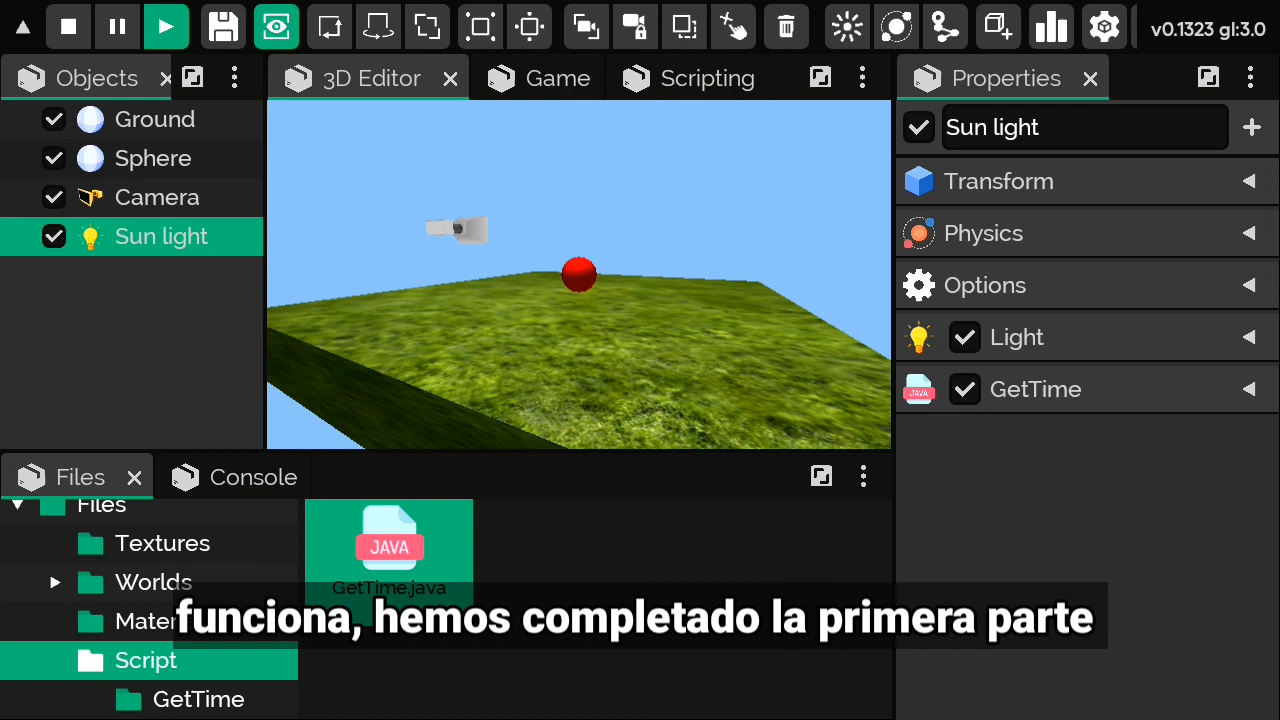 v0.1323 gl:3.0
Objects
3D Editor
Game
Scripting
Properties
Ground
Sphere
Camera
Sun light
Sun light
Transform
Physics
Options
Light
JAVA
GetTime
Files
Console
Files
Textures
Worlds
Mater
Script
GetTime
JAVA
GetTime.java
funciona, hemos completado la primera parte